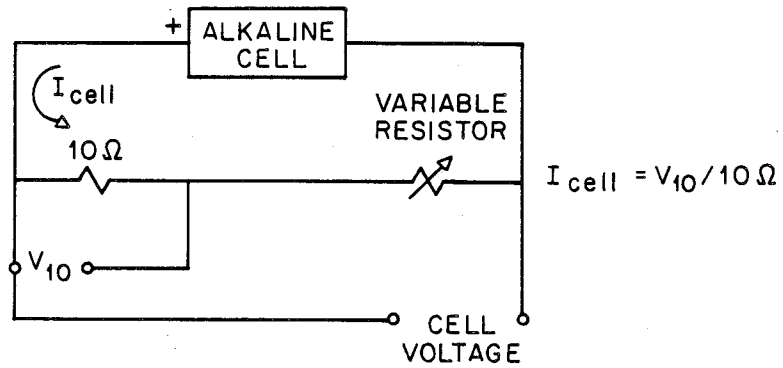 + ALKALINE
CELL
I cell
VARIABLE
RESISTOR
10 Ω
I cell = V10 / 10 Ω
V10
CELL
VOLTAGE